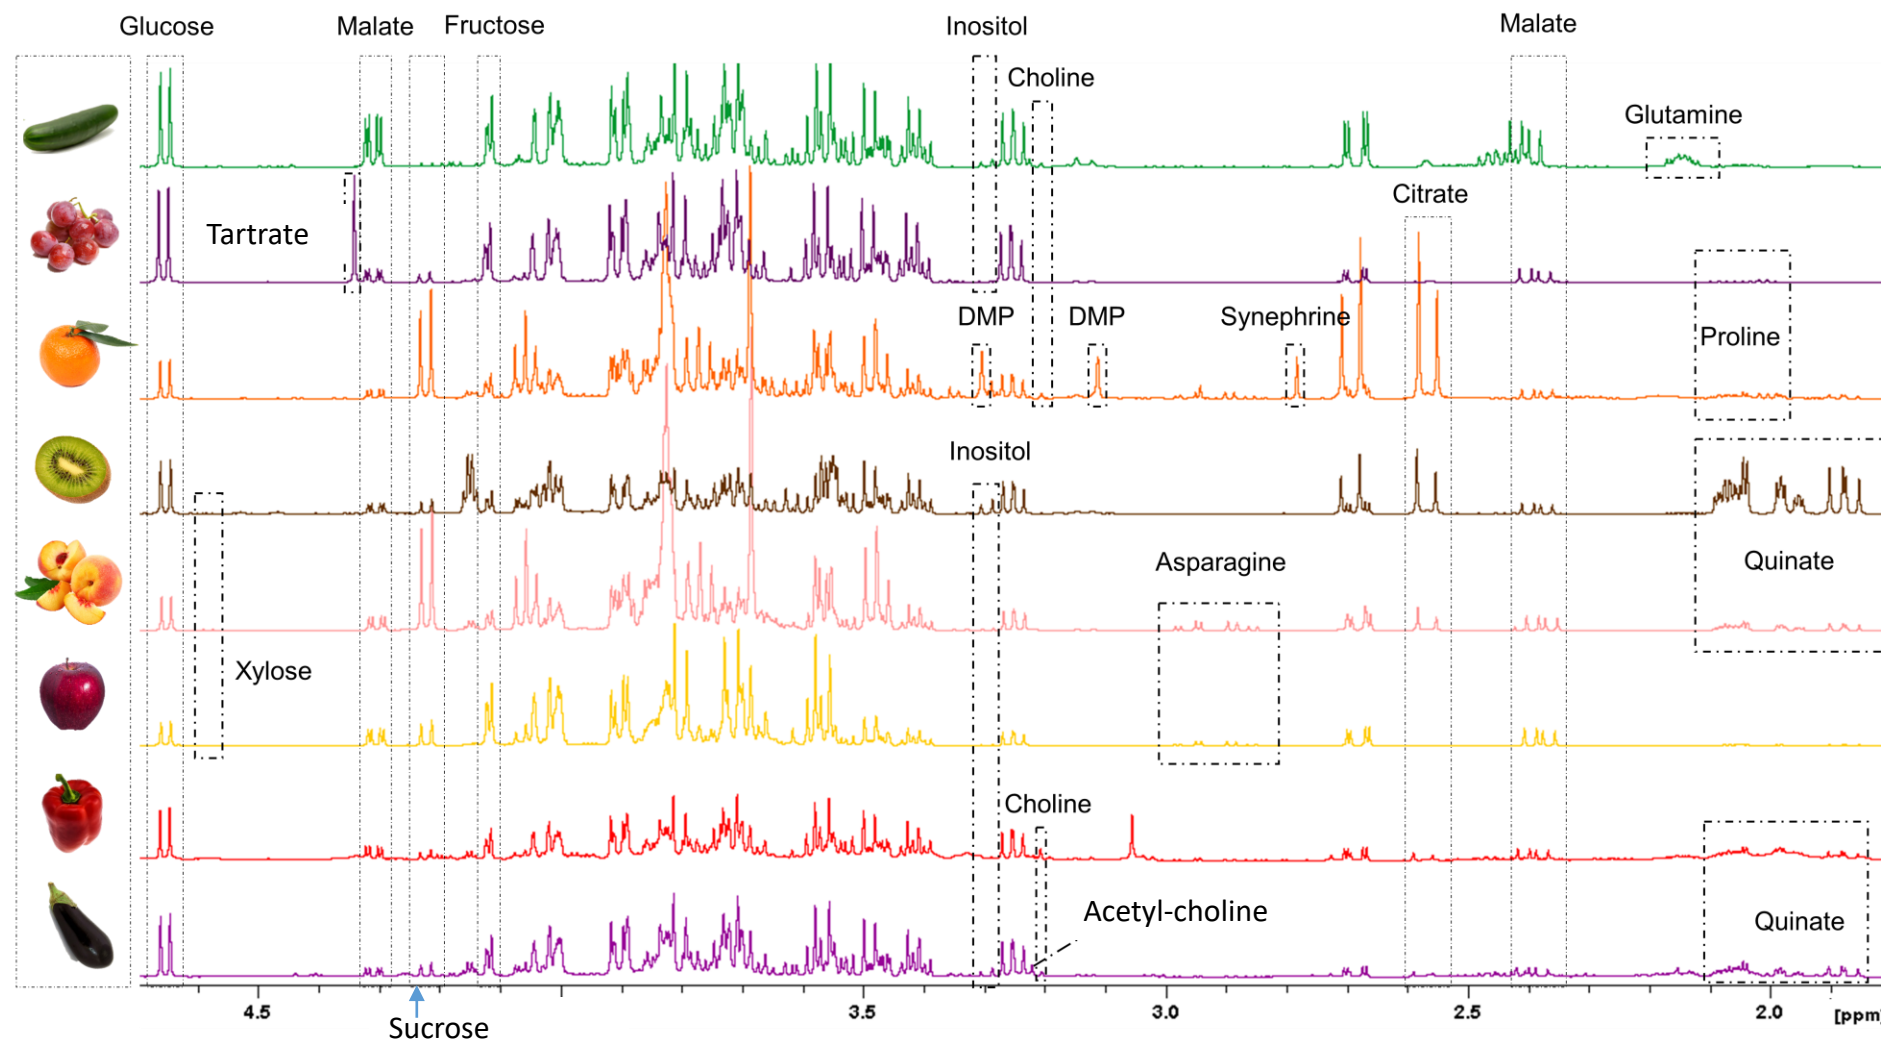 Glucose
Malate
Fructose
Inositol
Malate
Choline
Glutamine
Citrate
Tartrate
DMP
DMP
Synephrine
Proline
Inositol
Asparagine
Quinate
Xylose
Choline
Acetyl-choline
Quinate
4.5
3.5
3.0
2.5
2.0
[ppm]
Sucrose